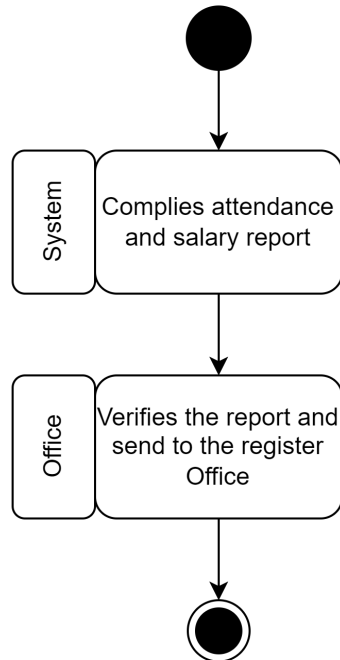 System
Complies attendance
and salary report
Office
Verifies the report and
send to the register
Office